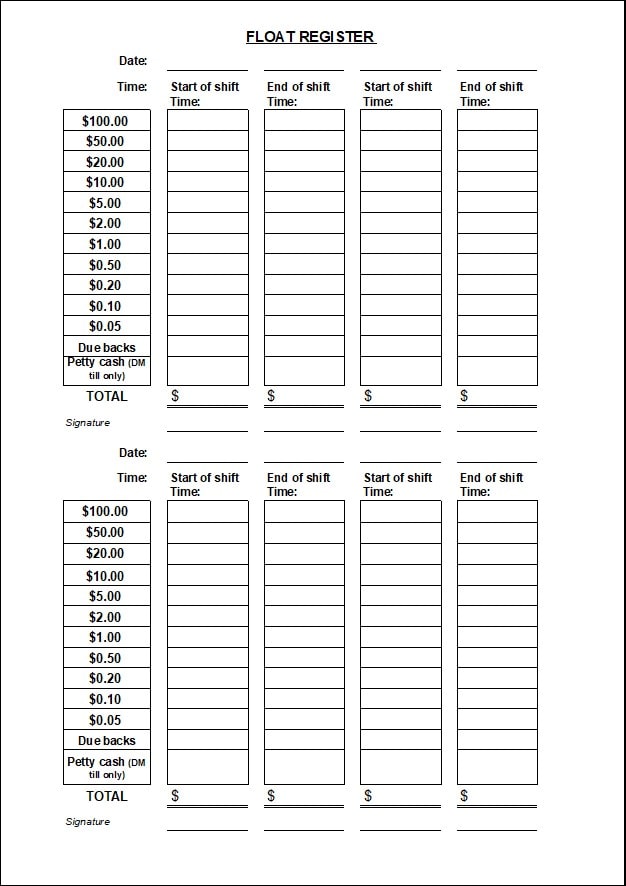 FLOAT REGISTER
Date:
Time: Start of shift End of shift Start of shift End of shift
Time: Time: Time: Time:
$100.00
$50.00
$20.00
$10.00
$5.00
$2.00
$1.00
$0.50
$0.20
$0.10
$0.05
Due backs
Petty cash (DM
till only)
TOTAL $ $ $ $
Signature
Date:
Time: Start of shift End of shift Start of shift End of shift
Time: Time: Time: Time:
$100.00
$50.00
$20.00
$10.00
$5.00
$2.00
$1.00
$0.50
$0.20
$0.10
$0.05
Due backs
Petty cash (DM
till only)
TOTAL $ $ $ $
Signature